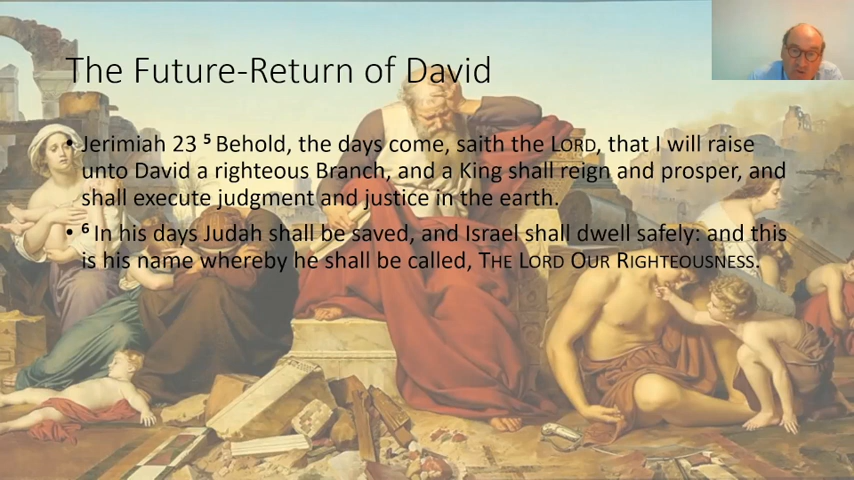 The Future-Return of David
• Jerimiah 23 ⁵ Behold, the days come, saith the LORD, that I will raise
unto David a righteous Branch, and a King shall reign and prosper, and
shall execute judgment and justice in the earth.
• ⁶ In his days Judah shall be saved, and Israel shall dwell safely: and this
is his name whereby he shall be called, THE LORD OUR RIGHTEOUSNESS.